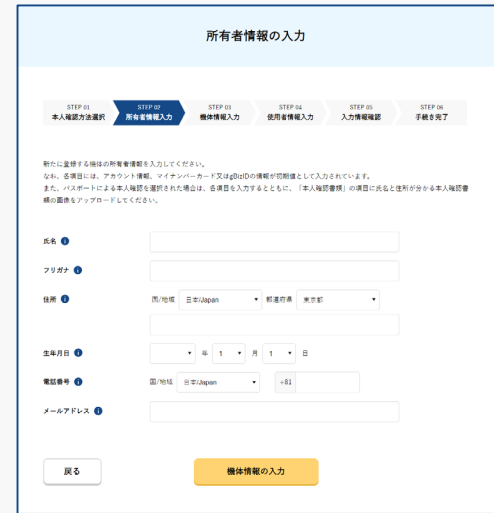 所有者情報の入力
STEP 01
本人確認方法選択
STEP 02
所有者情報入力
STEP 03
機体情報入力
STEP 04
使用者情報入力
STEP 05
入力情報確認
STEP 06
手続き完了
新たに登録する機体の所有者情報を入力してください。
なお、各項目には、アカウント情報、マイナンバーカード又はgBizIDの情報が初期値として入力されています。
また、パスポートによる本人確認を選択された場合は、各項目を入力するとともに、「本人確認書類」の項目に氏名と住所が分かる本人確認書
類の画像をアップロードしてください。
氏名
フリガナ
住所 国/地域 日本/Japan 都道府県 東京都
生年月日 年 1 月 1 日
電話番号 国/地域 日本/Japan +81
メールアドレス
戻る 機体情報の入力